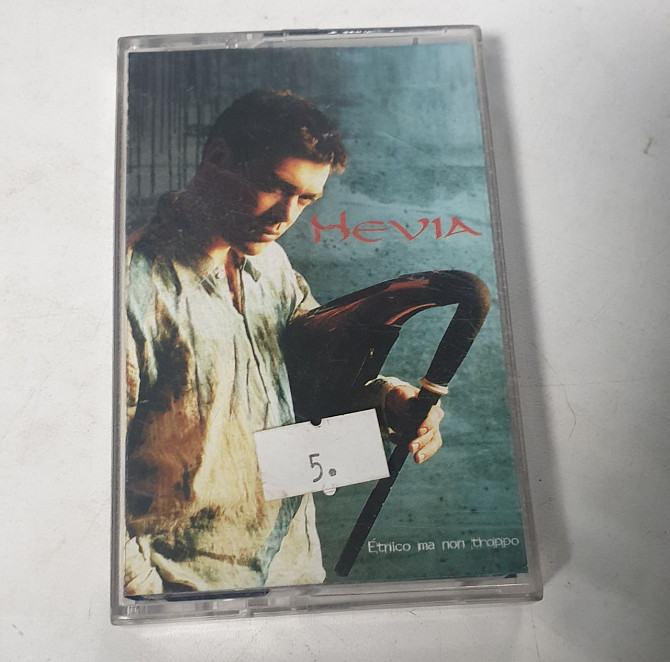 HEVIA
5.
Étnico ma non troppo